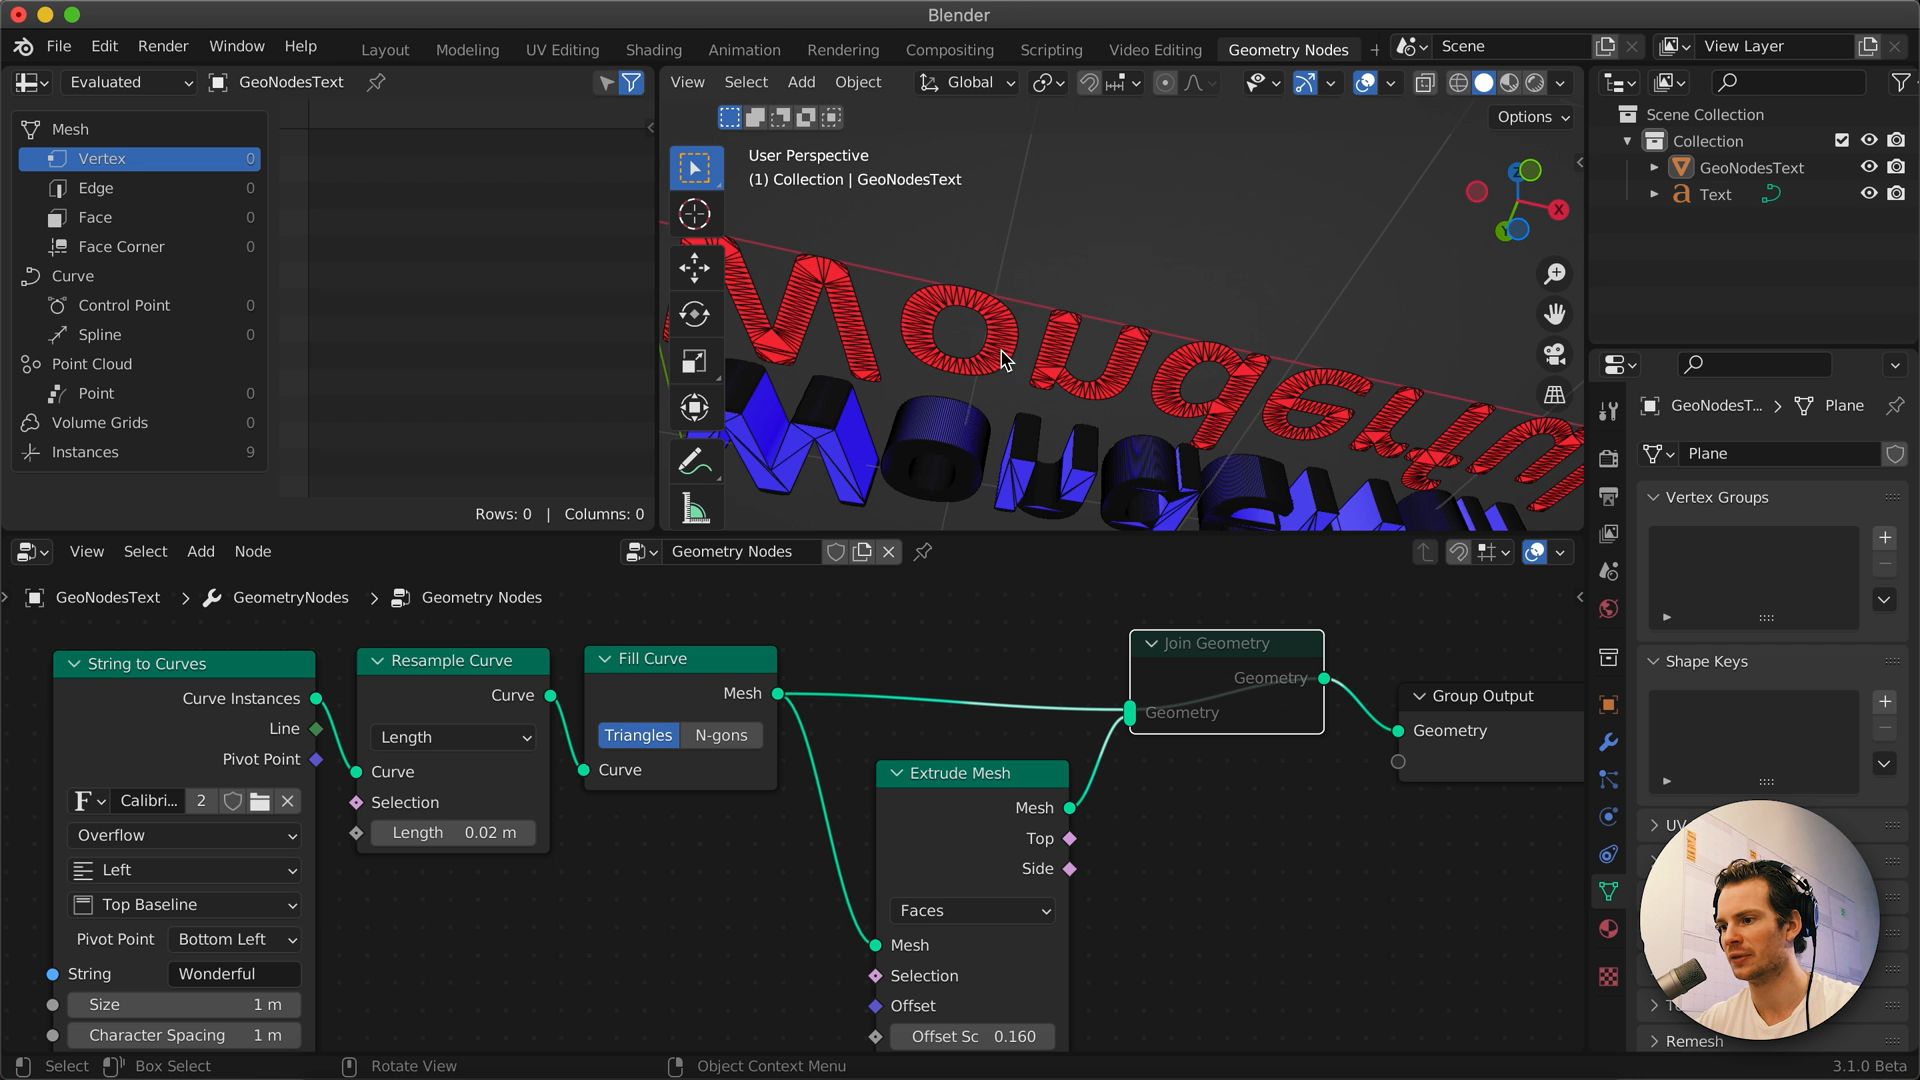 Blender
File Edit Render Window Help
Layout Modeling UV Editing Shading Animation Rendering Compositing Scripting Video Editing Geometry Nodes + Scene View Layer
Evaluated GeoNodesText
View Select Add Object Global
Options
Mesh
Vertex 0
Edge 0
Face 0
Face Corner 0
Curve
Control Point 0
Spline 0
Point Cloud
Point 0
Volume Grids 0
Instances 9
Rows: 0 | Columns: 0
User Perspective
(1) Collection | GeoNodesText
Z
X
Y
Scene Collection
Collection
GeoNodesText
Text
GeoNodesT... > Plane
Plane
Vertex Groups
Shape Keys
UV
Remesh
View Select Add Node Geometry Nodes
GeoNodesText > GeometryNodes > Geometry Nodes
String to Curves
Curve Instances
Line
Pivot Point
Calibri... 2
Overflow
Left
Top Baseline
Pivot Point Bottom Left
String Wonderful
Size 1 m
Character Spacing 1 m
Resample Curve
Curve
Length
Curve
Selection
Length 0.02 m
Fill Curve
Mesh
Triangles N-gons
Curve
Extrude Mesh
Mesh
Top
Side
Faces
Mesh
Selection
Offset
Offset Sc 0.160
Join Geometry
Geometry
Geometry
Group Output
Geometry
Select Box Select Rotate View Object Context Menu 3.1.0 Beta